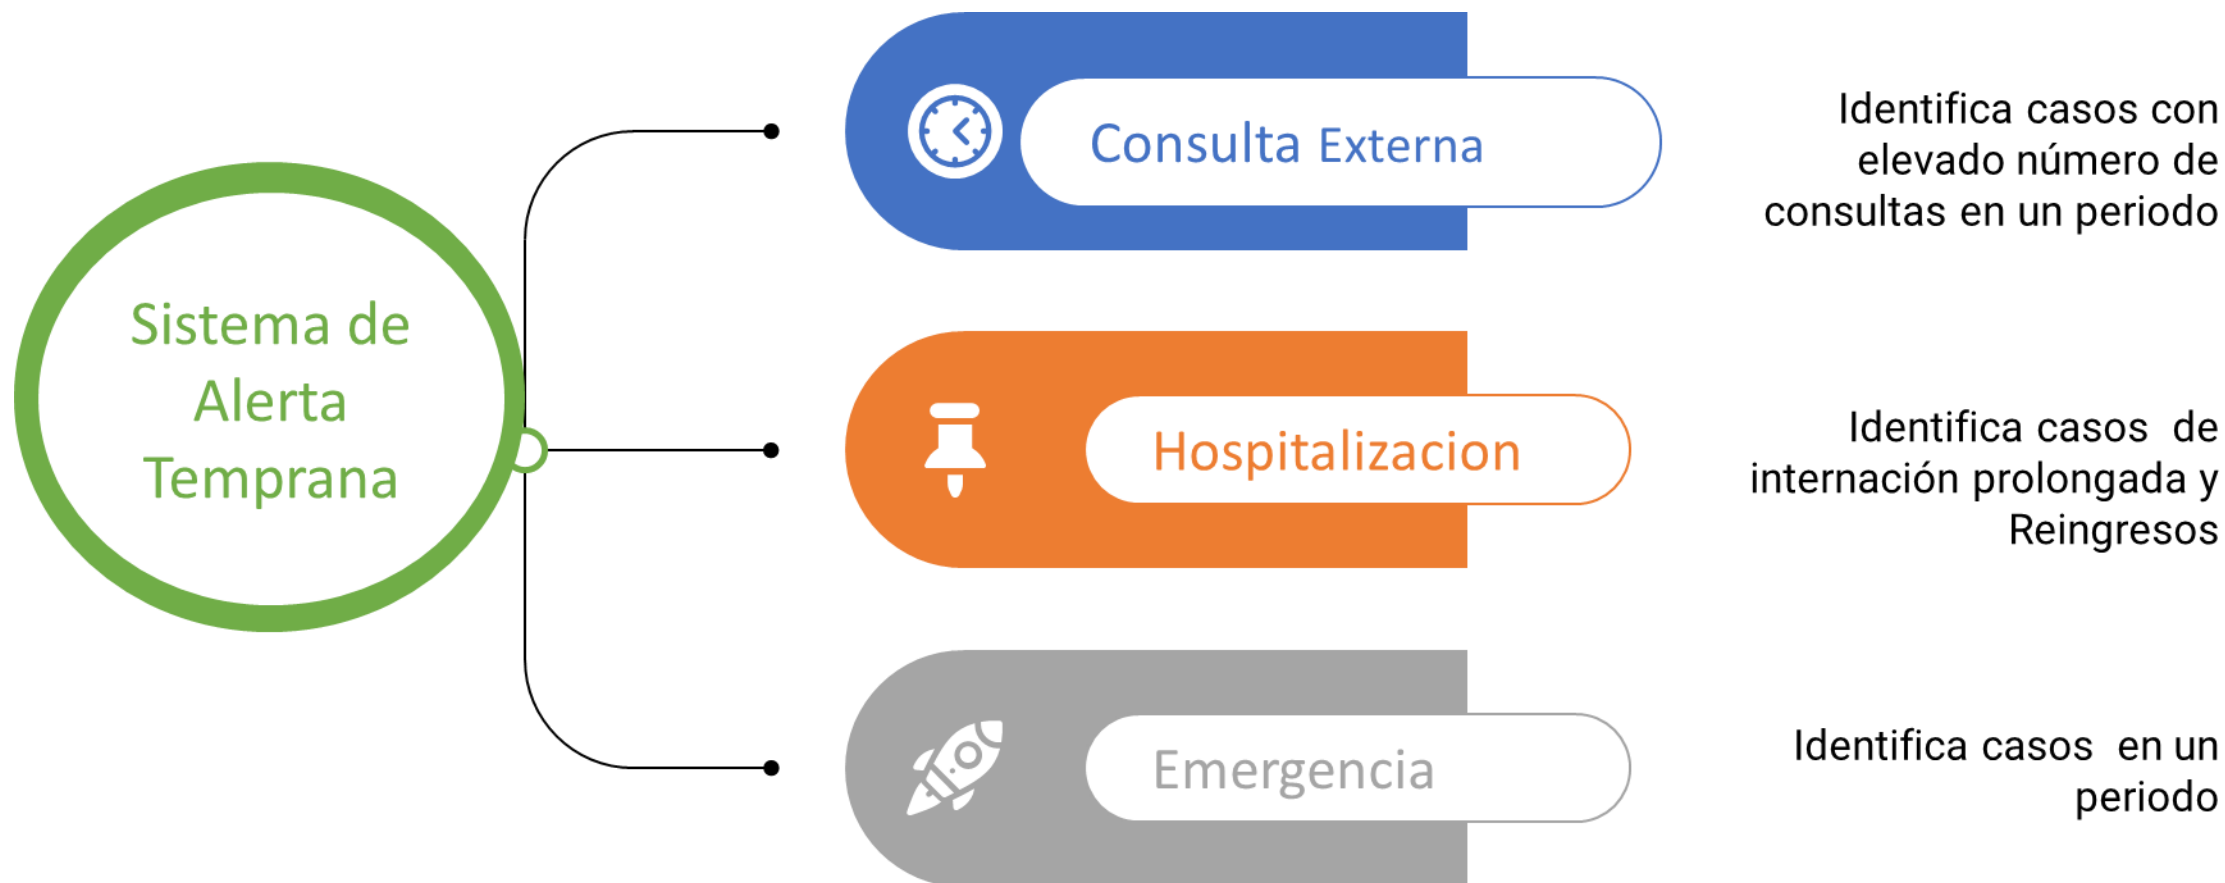 Sistema de
Alerta
Temprana
Consulta Externa
Identifica casos con
elevado número de
consultas en un periodo
Hospitalizacion
Identifica casos  de
internación prolongada y
Reingresos
Emergencia
Identifica casos  en un
periodo